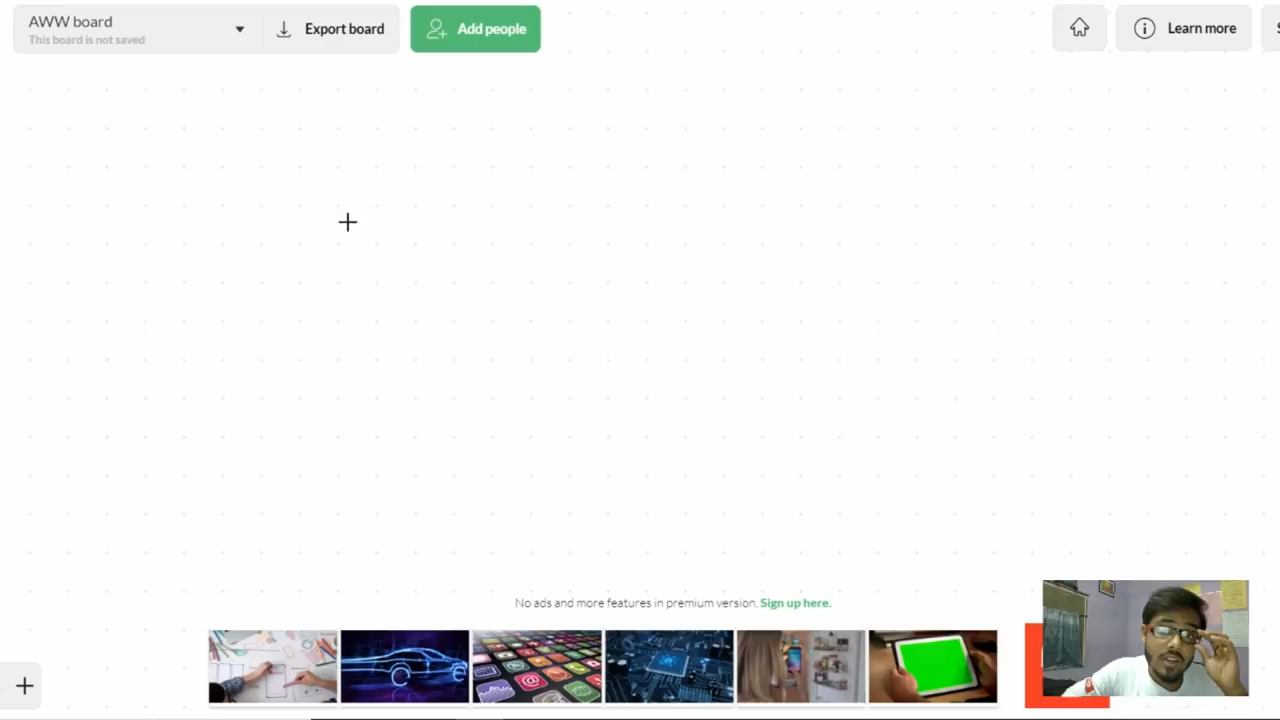 AWW board
This board is not saved
Export board
Add people
Learn more
No ads and more features in premium version. Sign up here.